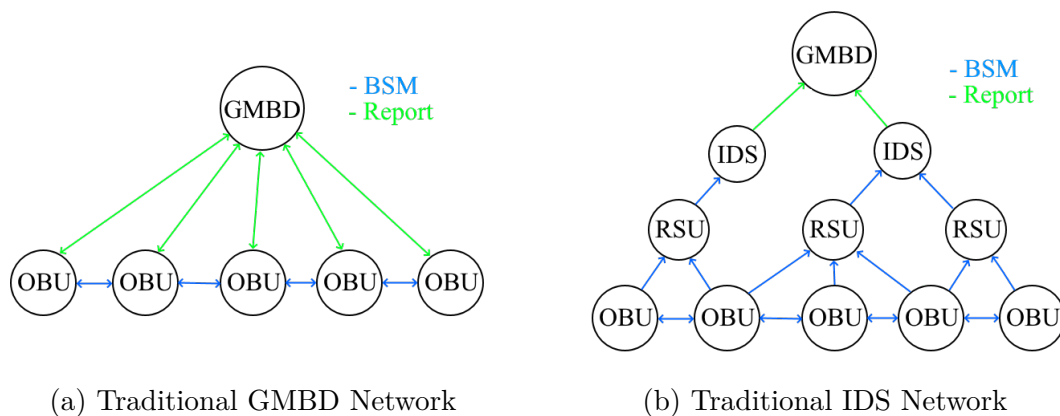 GMBD
- BSM
- Report
OBU OBU OBU OBU OBU
(a) Traditional GMBD Network
GMBD
- BSM
- Report
IDS IDS
RSU RSU RSU
OBU OBU OBU OBU OBU
(b) Traditional IDS Network